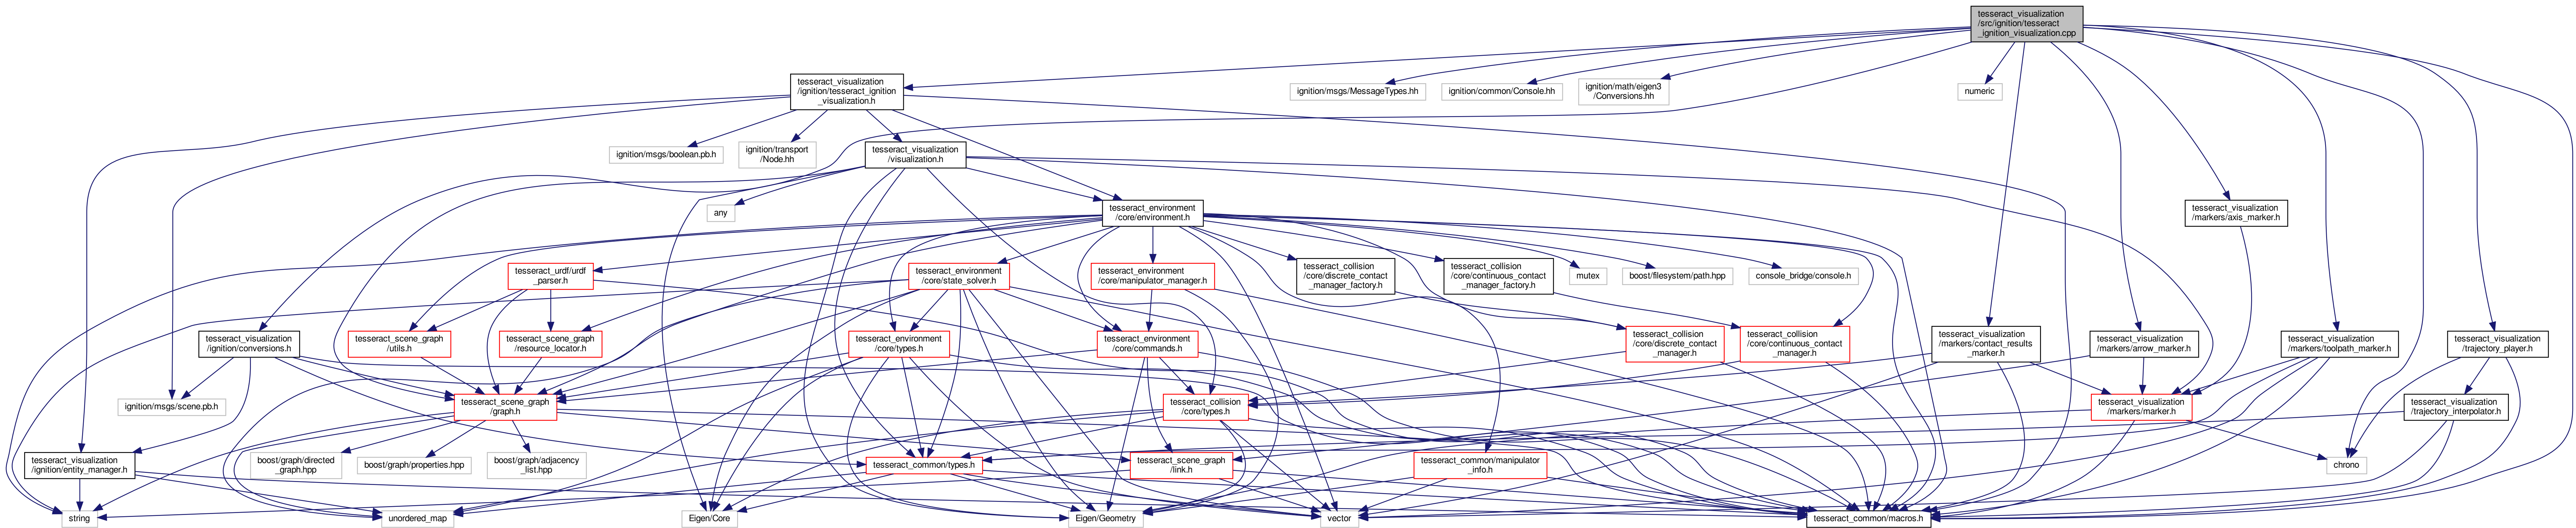 tesseract_visualization
/src/ignition/tesseract
_ignition_visualization.cpp
tesseract_visualization
/ignition/tesseract_ignition
_visualization.h
ignition/msgs/MessageTypes.hh
ignition/common/Console.hh
ignition/math/eigen3
/Conversions.hh
numeric
ignition/msgs/boolean.pb.h
ignition/transport
/Node.hh
tesseract_visualization
/visualization.h
any
tesseract_environment
/core/environment.h
tesseract_visualization
/markers/axis_marker.h
tesseract_urdf/urdf
_parser.h
tesseract_environment
/core/state_solver.h
tesseract_environment
/core/manipulator_manager.h
tesseract_collision
/core/discrete_contact
_manager_factory.h
tesseract_collision
/core/continuous_contact
_manager_factory.h
mutex
boost/filesystem/path.hpp
console_bridge/console.h
tesseract_visualization
/ignition/conversions.h
tesseract_scene_graph
/utils.h
tesseract_scene_graph
/resource_locator.h
tesseract_environment
/core/types.h
tesseract_environment
/core/commands.h
tesseract_collision
/core/discrete_contact
_manager.h
tesseract_collision
/core/continuous_contact
_manager.h
tesseract_visualization
/markers/contact_results
_marker.h
tesseract_visualization
/markers/arrow_marker.h
tesseract_visualization
/markers/toolpath_marker.h
tesseract_visualization
/trajectory_player.h
ignition/msgs/scene.pb.h
tesseract_scene_graph
/graph.h
tesseract_collision
/core/types.h
tesseract_visualization
/markers/marker.h
tesseract_visualization
/trajectory_interpolator.h
tesseract_visualization
/ignition/entity_manager.h
boost/graph/directed
_graph.hpp
boost/graph/properties.hpp
boost/graph/adjacency
_list.hpp
tesseract_common/types.h
tesseract_scene_graph
/link.h
tesseract_common/manipulator
_info.h
chrono
string
unordered_map
Eigen/Core
Eigen/Geometry
vector
tesseract_common/macros.h